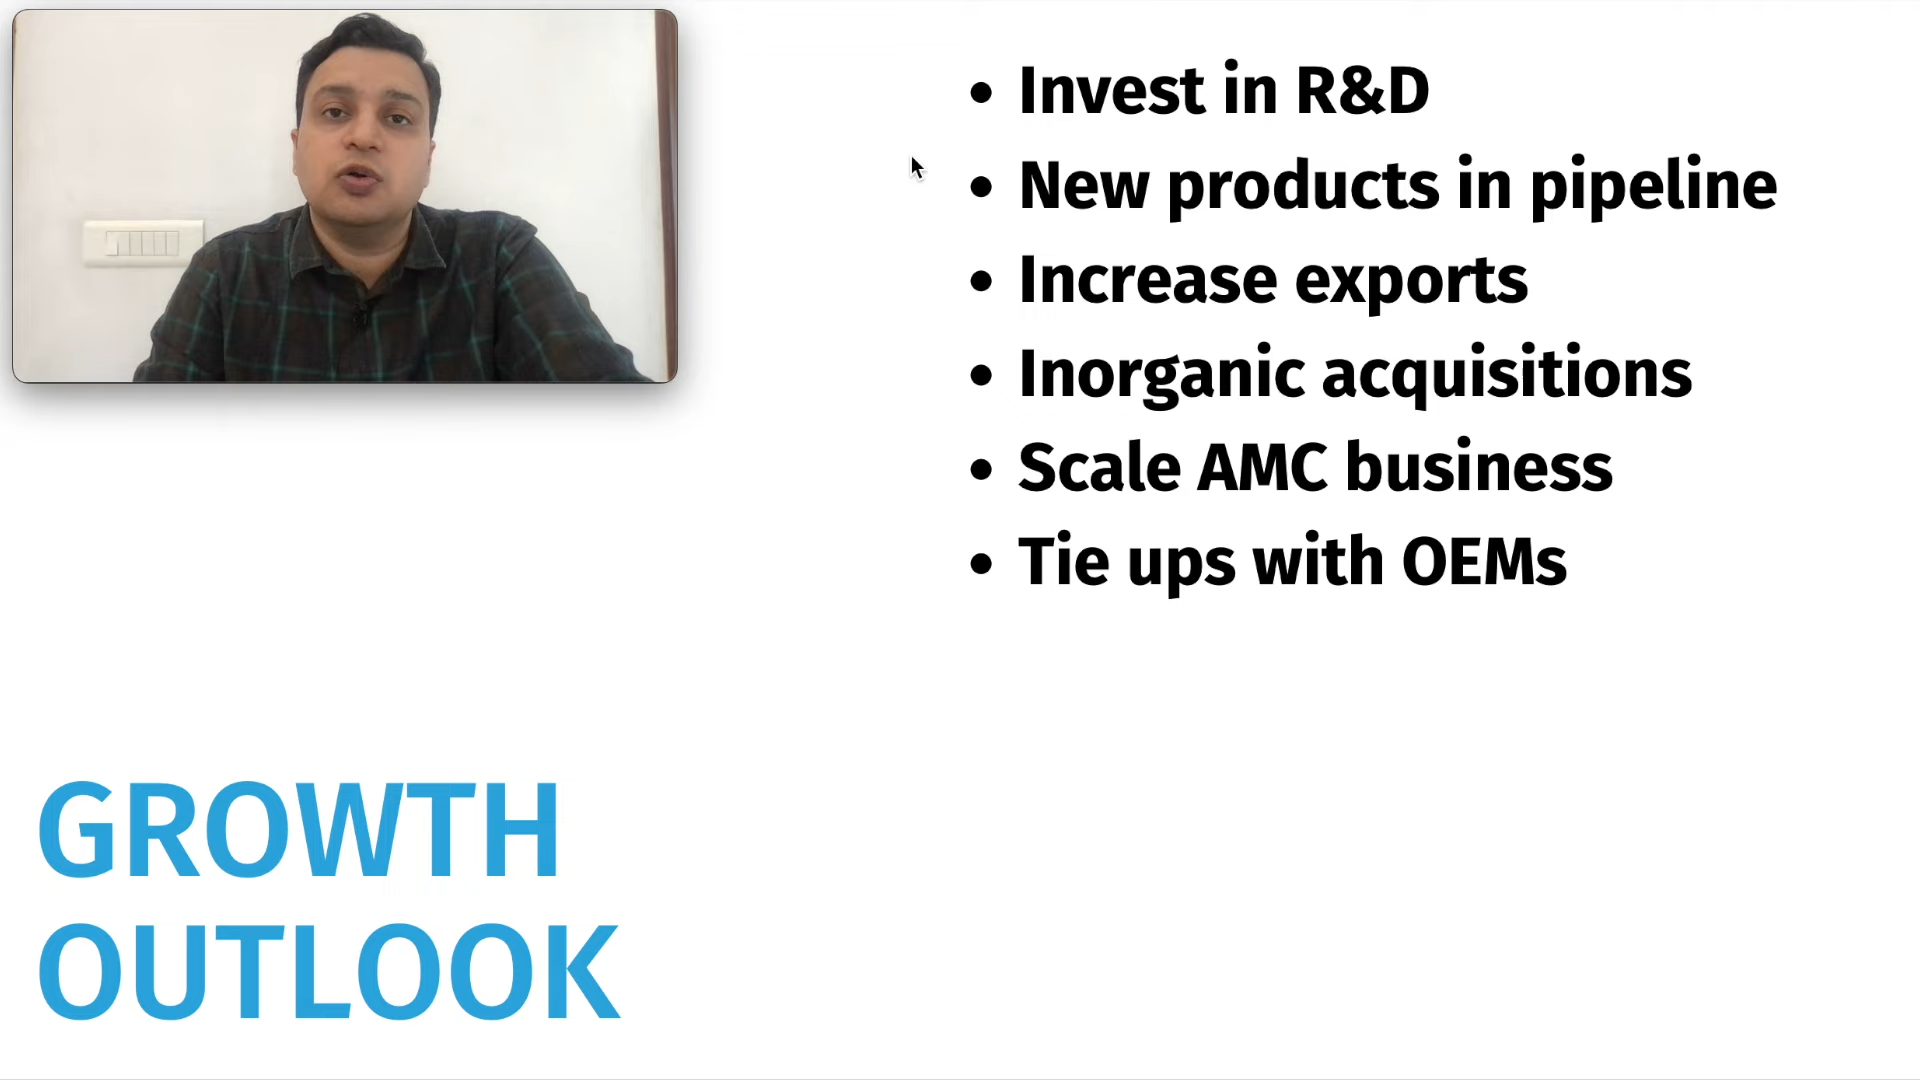 • Invest in R&D
• New products in pipeline
• Increase exports
• Inorganic acquisitions
• Scale AMC business
• Tie ups with OEMs
GROWTH
OUTLOOK